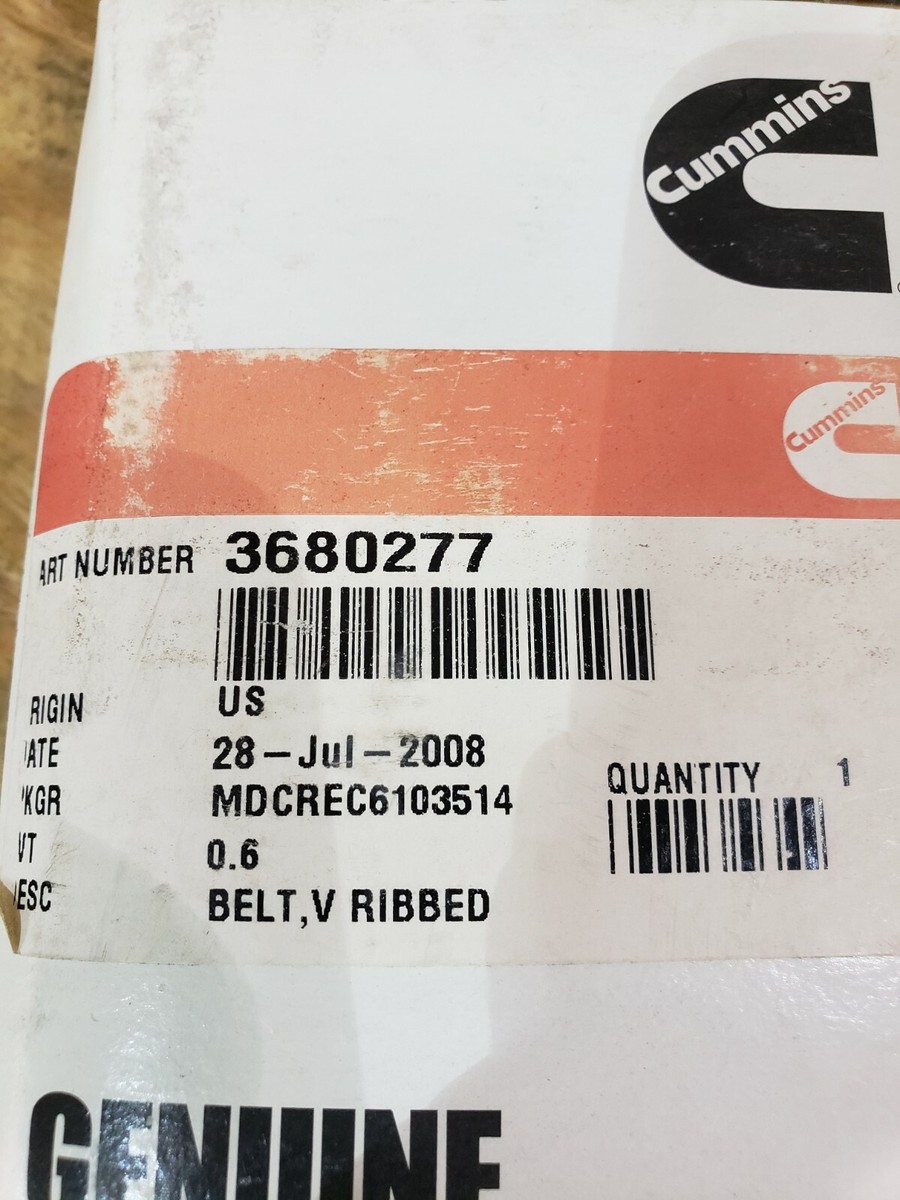 Cummins
Cummins
ART NUMBER 3680277
RIGIN US
ATE 28-Jul-2008
KGR MDCREC6103514
QUANTITY 1
WT 0.6
ESC BELT,V RIBBED
GENUINE